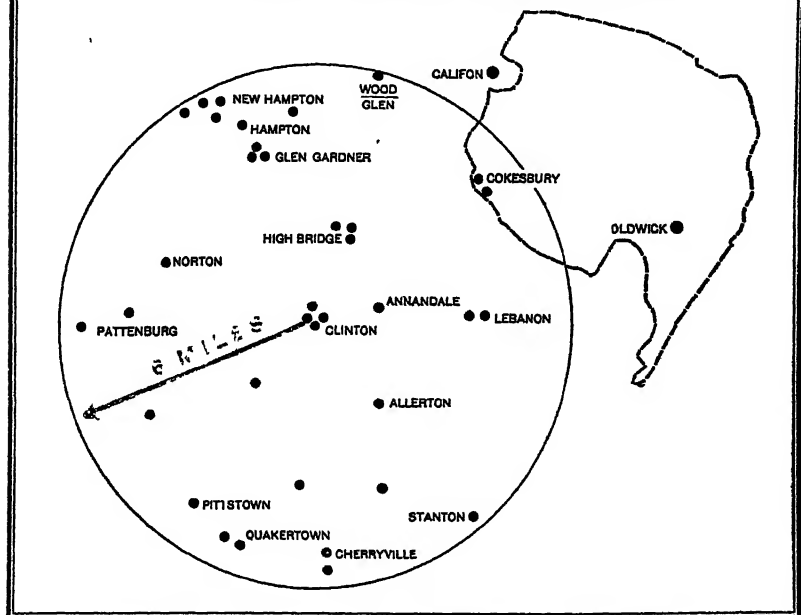 CALIFON
WOOD
GLEN
NEW HAMPTON
HAMPTON
GLEN GARDNER
COKESBURY
OLDWICK
HIGH BRIDGE
NORTON
ANNANDALE
LEBANON
PATTENBURG
CLINTON
MILES
ALLERTON
PITTSTOWN
STANTON
QUAKERTOWN
CHERRYVILLE